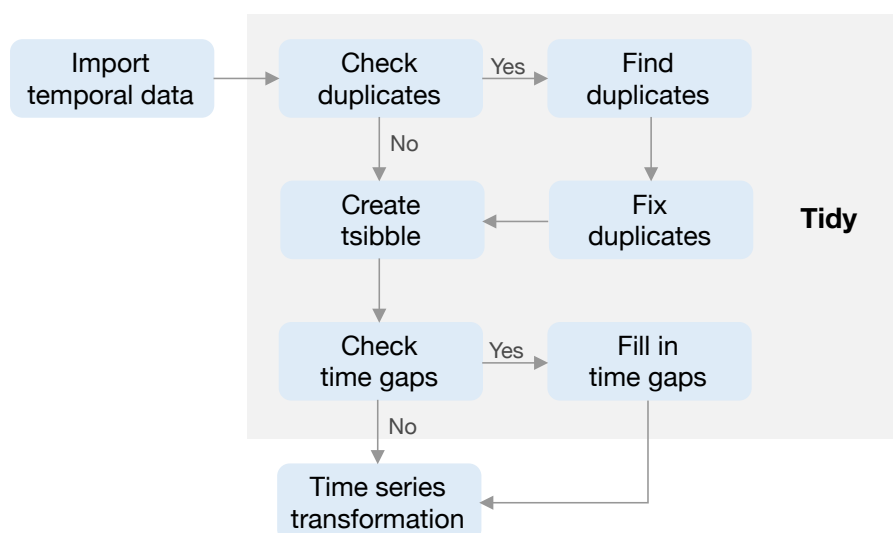 Import
temporal data
Check
duplicates
Yes
Find
duplicates
No
Create
tsibble
Fix
duplicates
Tidy
Check
time gaps
Yes
Fill in
time gaps
No
Time series
transformation